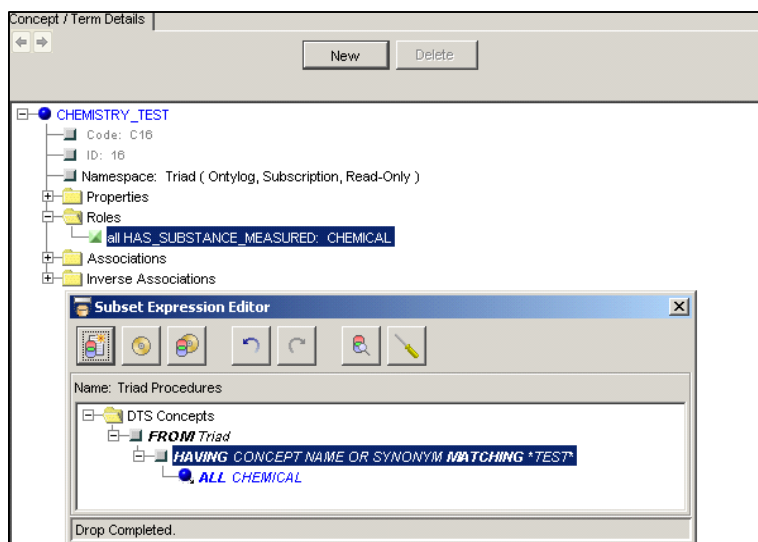 Concept / Term Details
New Delete
CHEMISTRY_TEST
Code: C16
ID: 16
Namespace: Triad ( Ontylog, Subscription, Read-Only )
Properties
Roles
all HAS_SUBSTANCE_MEASURED: CHEMICAL
Associations
Inverse Associations
Subset Expression Editor
Name: Triad Procedures
DTS Concepts
FROM Triad
HAVING CONCEPT NAME OR SYNONYM MATCHING *TEST*
ALL CHEMICAL
Drop Completed.